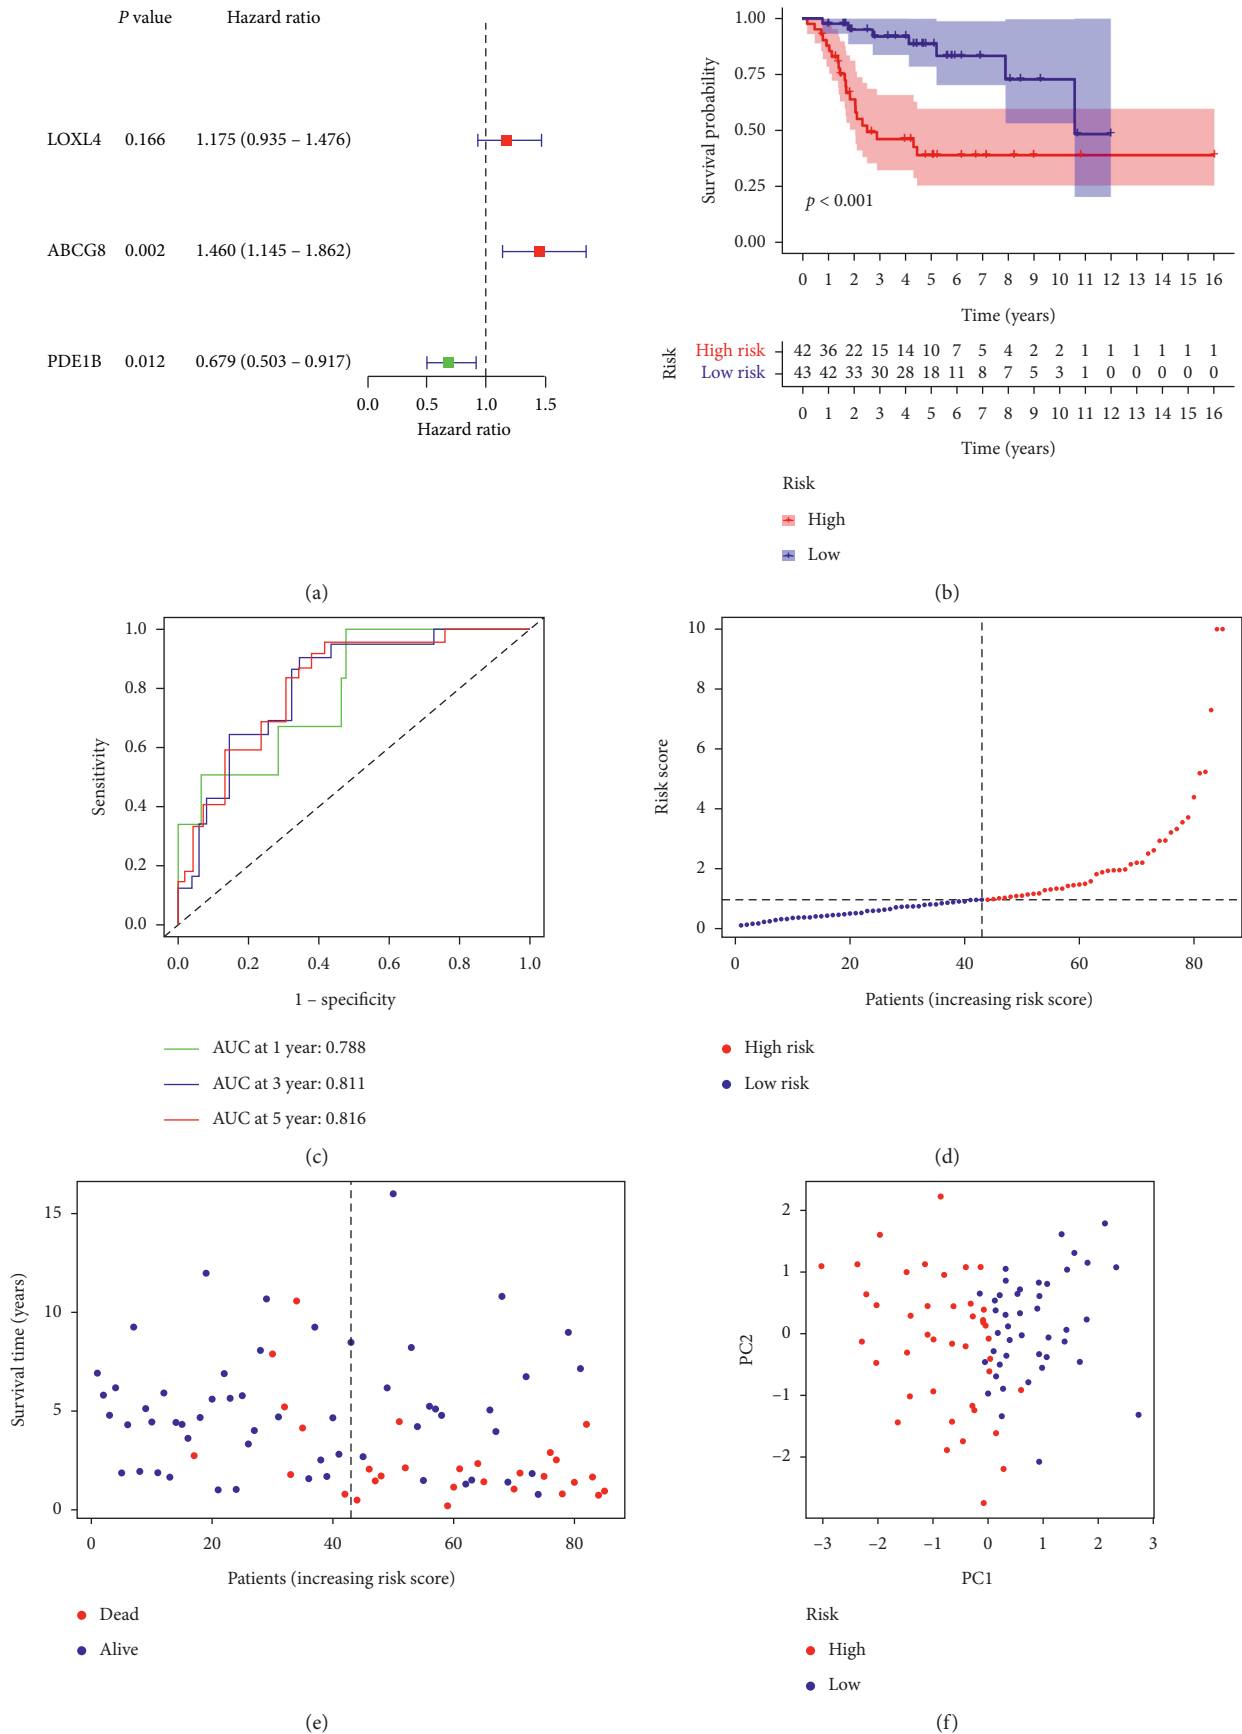 P value Hazard ratio
LOXL4 0.166 1.175 (0.935 – 1.476)
ABCG8 0.002 1.460 (1.145 – 1.862)
PDE1B 0.012 0.679 (0.503 – 0.917)
0.0 0.5 1.0 1.5
Hazard ratio
(a)
1.00
0.75
0.50
0.25
0.00
Survival probability
p < 0.001
0 1 2 3 4 5 6 7 8 9 10 11 12 13 14 15 16
Time (years)
Risk
High risk 42 36 22 15 14 10 7 5 4 2 2 1 1 1 1 1 1
Low risk 43 42 33 30 28 18 11 8 7 5 3 1 0 0 0 0 0
0 1 2 3 4 5 6 7 8 9 10 11 12 13 14 15 16
Time (years)
Risk
High
Low
(b)
1.0
0.8
0.6
0.4
0.2
0.0
Sensitivity
0.0 0.2 0.4 0.6 0.8 1.0
1 – specificity
AUC at 1 year: 0.788
AUC at 3 year: 0.811
AUC at 5 year: 0.816
(c)
10
8
6
4
2
0
Risk score
0 20 40 60 80
Patients (increasing risk score)
High risk
Low risk
(d)
15
10
5
0
Survival time (years)
0 20 40 60 80
Patients (increasing risk score)
Dead
Alive
(e)
2
1
0
–1
–2
PC2
–3 –2 –1 0 1 2 3
PC1
Risk
High
Low
(f)